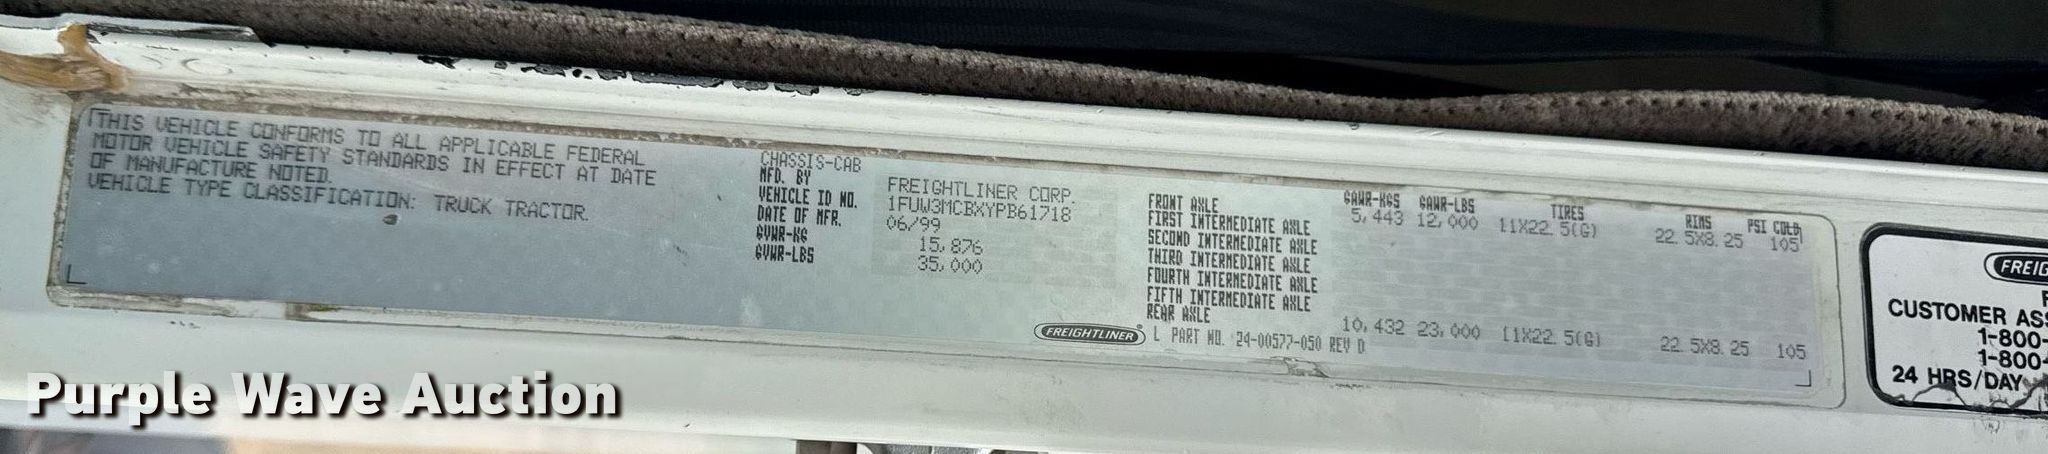 THIS VEHICLE CONFORMS TO ALL APPLICABLE FEDERAL
MOTOR VEHICLE SAFETY STANDARDS IN EFFECT AT DATE
OF MANUFACTURE NOTED.
VEHICLE TYPE CLASSIFICATION: TRUCK TRACTOR.
CHASSIS-CAB
MFD. BY FREIGHTLINER CORP.
VEHICLE ID NO. 1FUW3MCBXYPB61718
DATE OF MFR. 06/99
GVWR-KG 15,876
GVWR-LBS 35,000
GAWR-KGS GAWR-LBS TIRES RIMS PSI COLD
FRONT AXLE 5,443 12,000 11X22.5(G) 22.5X8.25 105
FIRST INTERMEDIATE AXLE
SECOND INTERMEDIATE AXLE
THIRD INTERMEDIATE AXLE
FOURTH INTERMEDIATE AXLE
FIFTH INTERMEDIATE AXLE
REAR AXLE 10,432 23,000 11X22.5(G) 22.5X8.25 105
FREIGHTLINER® L PART NO. 24-00577-050 REV D
FREIG
CUSTOMER ASS
1-800-
1-800-
24 HRS/DAY
Purple Wave Auction